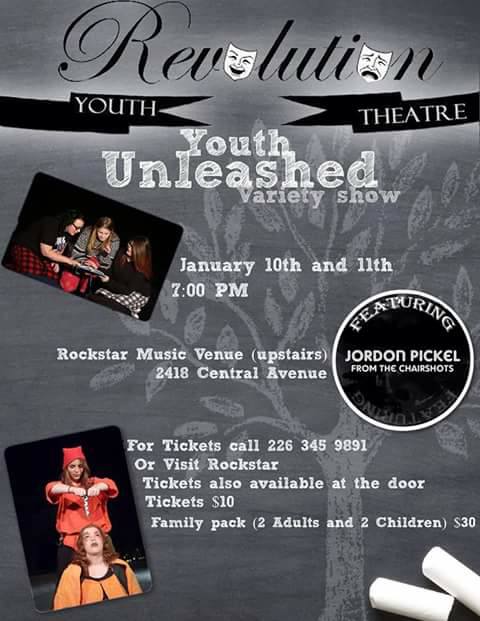 Revolution
YOUTH
THEATRE
Youth
Unleashed
Variety show
January 10th and 11th
7:00 PM
FEATURING
JORDON PICKEL
FROM THE CHAIRSHOTS
FEATURING
Rockstar Music Venue (upstairs)
2418 Central Avenue
For Tickets call 226 345 9891
Or Visit Rockstar
Tickets also available at the door
Tickets $10
Family pack (2 Adults and 2 Children) $30